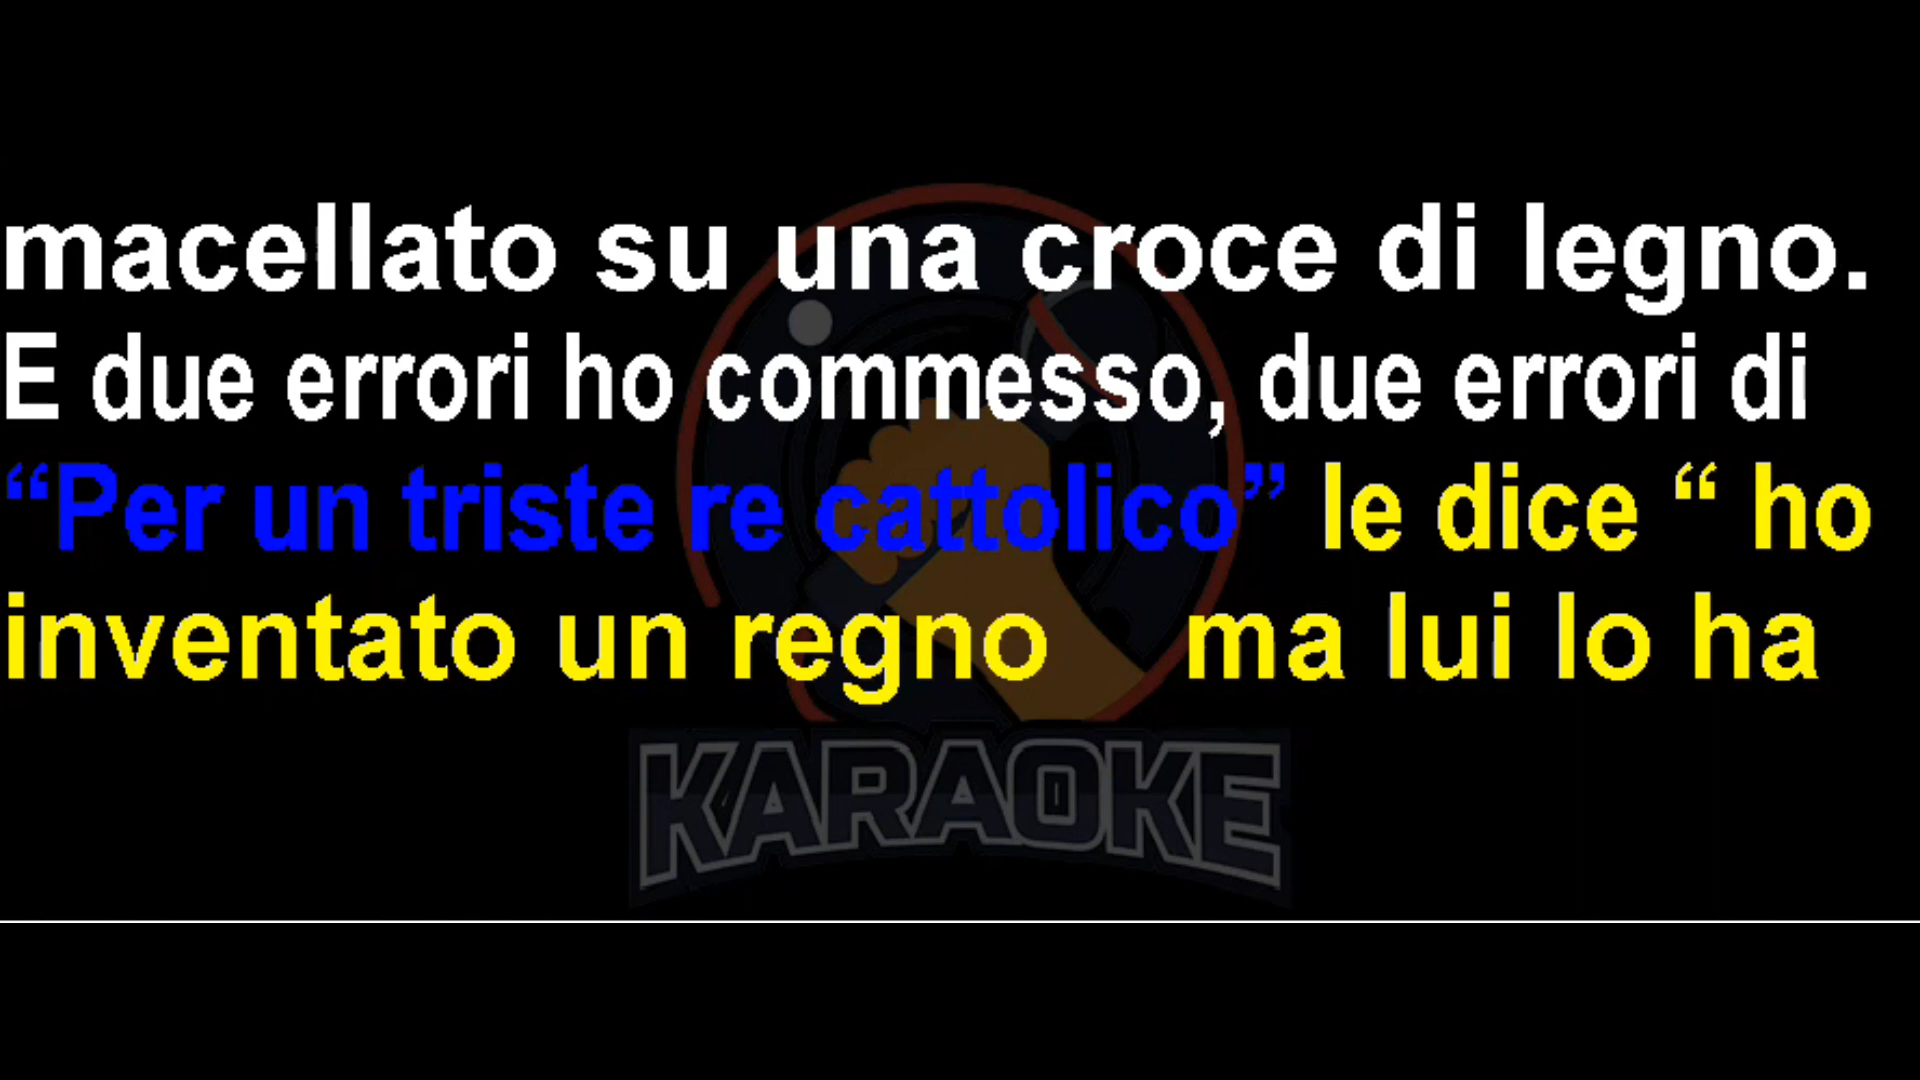 macellato su una croce di legno.
E due errori ho commesso, due errori di
“Per un triste re cattolico” le dice “ ho
inventato un regno ma lui lo ha
KARAOKE